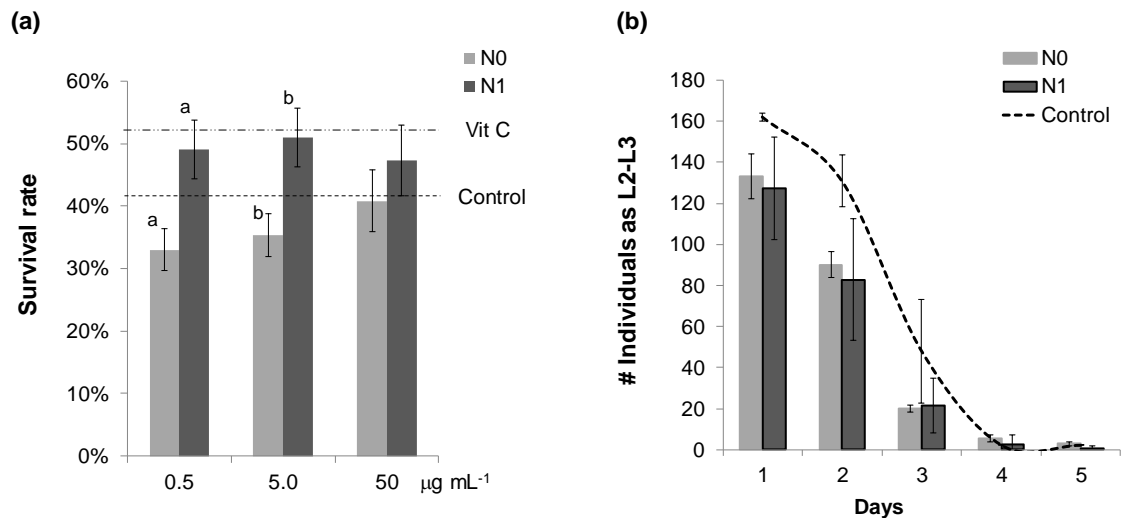 (a)
N0
N1
Survival rate
60%
50%
40%
30%
20%
10%
0%
a
a
b
b
Vit C
Control
0.5 5.0 50 µg mL-1
(b)
N0
N1
Control
# Individuals as L2-L3
180
160
140
120
100
80
60
40
20
0
1 2 3 4 5
Days